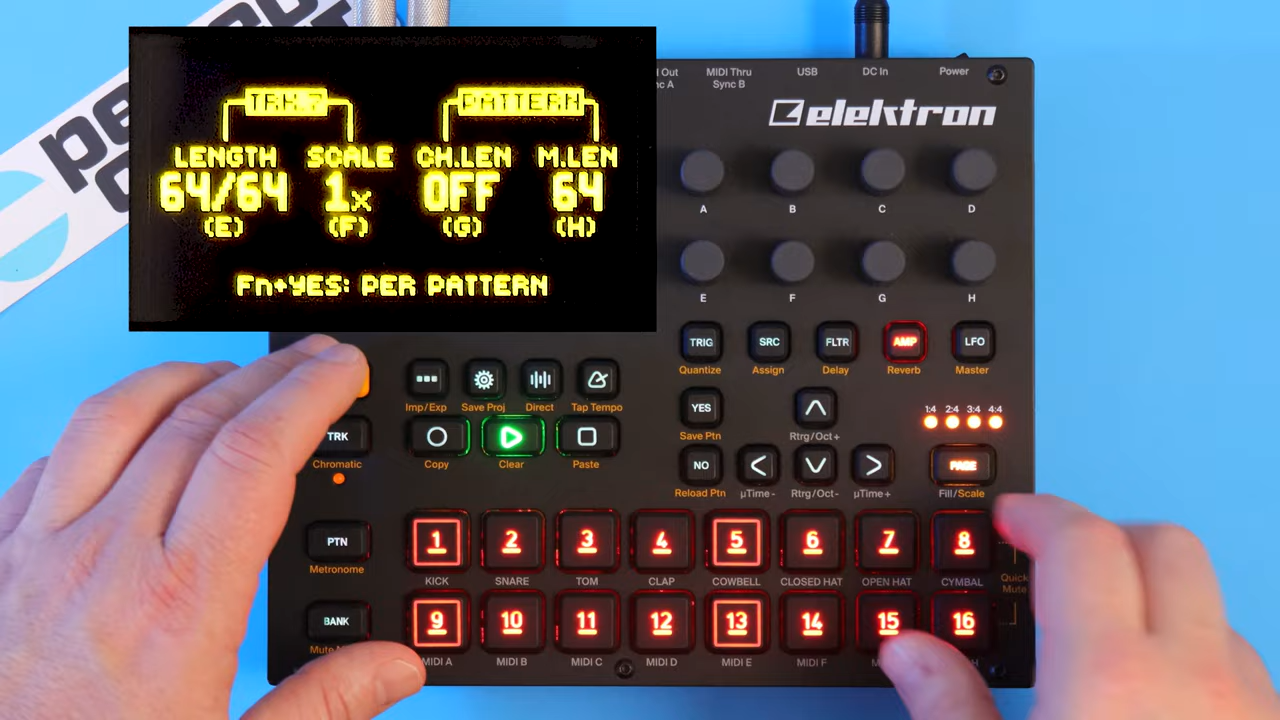 TRK 7 PATTERN
LENGTH SCALE CH.LEN M.LEN
64/64 1x OFF 64
(E) (F) (G) (H)
Fn+YES: PER PATTERN
MIDI Thru USB DC In Power
Sync B
elektron
A B C D
E F G H
TRIG SRC FLTR AMP LFO
Quantize Assign Delay Reverb Master
Imp/Exp Save Proj Direct Tap Tempo
YES
Save Ptn Rtrg/Oct+
1:4 2:4 3:4 4:4
TRK
Chromatic Copy Clear Paste
NO PAGE
Reload Ptn µTime- Rtrg/Oct- µTime+ Fill/Scale
PTN 1 2 3 4 5 6 7 8
Metronome KICK SNARE TOM CLAP COWBELL CLOSED HAT OPEN HAT CYMBAL
Quick
Mute
BANK 9 10 11 12 13 14 15 16
MIDI A MIDI B MIDI C MIDI D MIDI E MIDI F